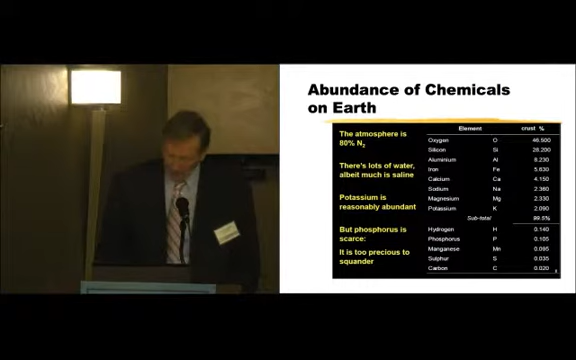 Abundance of Chemicals
on Earth
The atmosphere is
80% N2
There's lots of water,
albeit much is saline
Potassium is
reasonably abundant
But phosphorus is
scarce:
It is too precious to
squander
Element crust %
Oxygen O 46.600
Silicon Si 28.200
Aluminium Al 8.230
Iron Fe 5.630
Calcium Ca 4.150
Sodium Na 2.360
Magnesium Mg 2.330
Potassium K 2.090
Sub-total 99.6%
Hydrogen H 0.140
Phosphorus P 0.105
Manganese Mn 0.095
Sulphur S 0.035
Carbon C 0.020